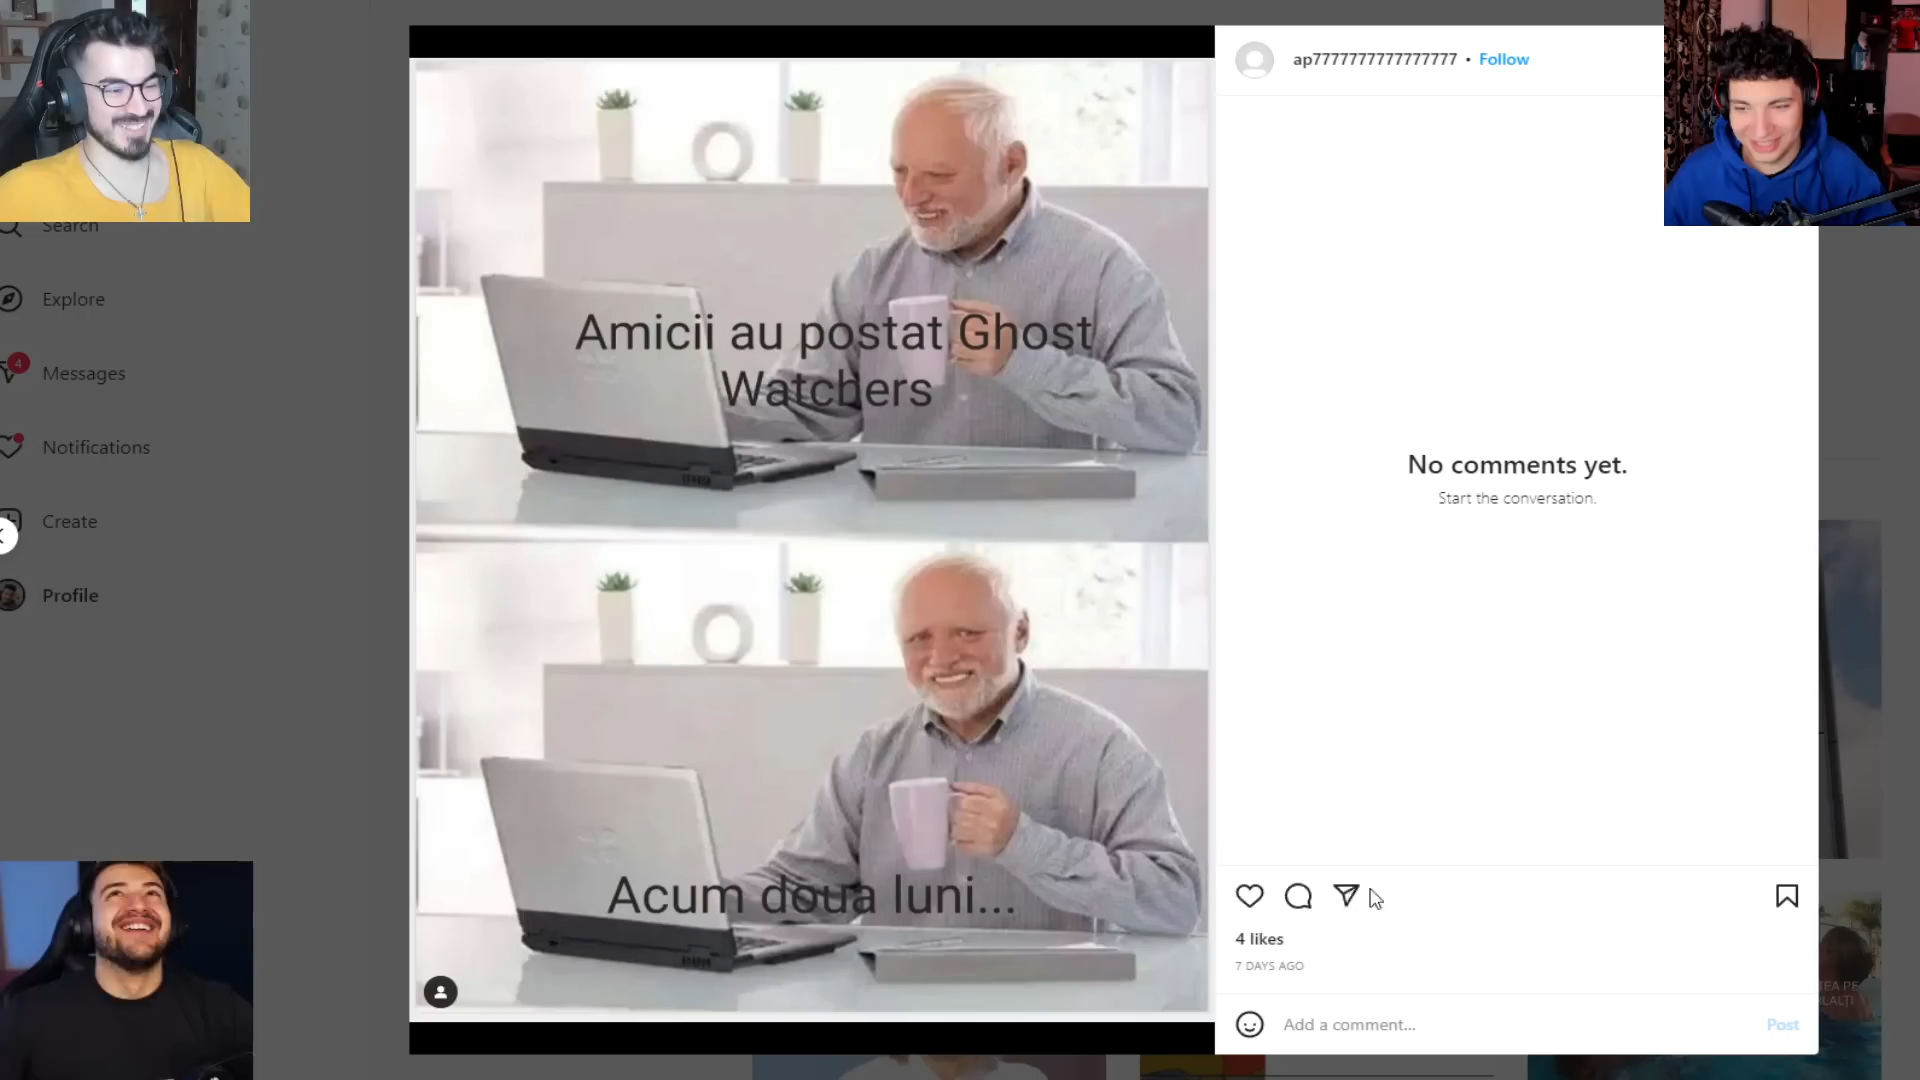 ap7777777777777777 • Follow
Search
Explore
4
Messages
Notifications
Create
Profile
Amicii au postat Ghost
Watchers
Acum doua luni...
No comments yet.
Start the conversation.
4 likes
7 DAYS AGO
Add a comment...
Post